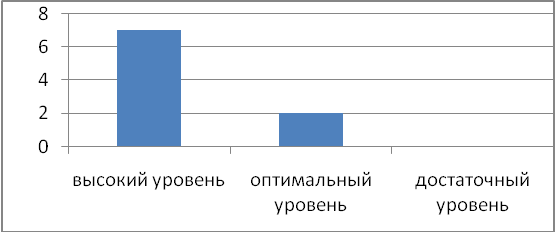 8
6
4
2
0
высокий уровень
оптимальный
уровень
достаточный
уровень